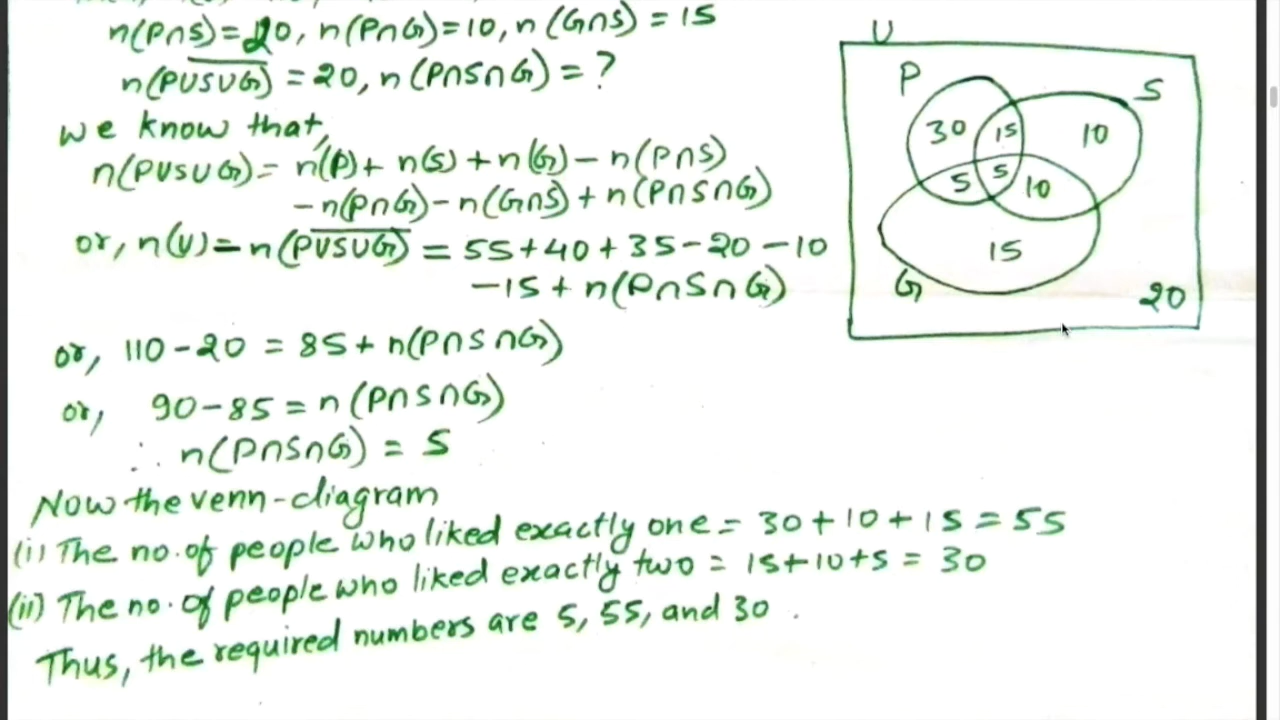 n(P∩S)=20, n(P∩G)=10, n(G∩S)=15
n(P∪S∪G)‾ = 20, n(P∩S∩G) = ?
we know that,
n(P∪S∪G)= n(P)+ n(S)+n(G)-n(P∩S)
-n(P∩G)-n(G∩S)+n(P∩S∩G)
or, n(U)=n(P∪S∪G)‾ = 55+40+35-20-10
-15+n(P∩S∩G)
or, 110-20 = 85+ n(P∩S∩G)
or, 90-85=n(P∩S∩G)
∴ n(P∩S∩G) = 5
Now the venn-diagram
(i) The no. of people who liked exactly one = 30+10+15=55
(ii) The no. of people who liked exactly two = 15+10+5 = 30
Thus, the required numbers are 5, 55, and 30 .
U
P
S
30 15 10
5 5 10
15
G
20